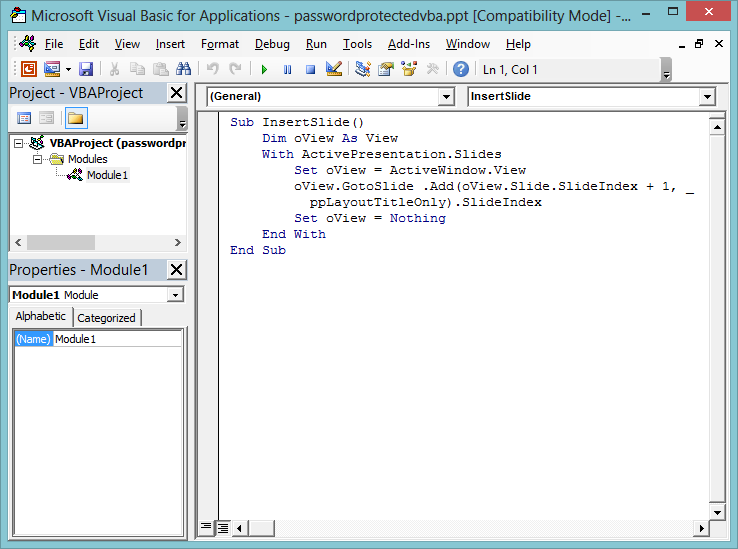 Microsoft Visual Basic for Applications - passwordprotectedvba.ppt [Compatibility Mode] -...
File Edit View Insert Format Debug Run Tools Add-Ins Window Help
Ln 1, Col 1
Project - VBAProject
VBAProject (passwordpr
Modules
Module1
Properties - Module1
Module1 Module
Alphabetic Categorized
(Name) Module1
(General) InsertSlide
Sub InsertSlide()
Dim oView As View
With ActivePresentation.Slides
Set oView = ActiveWindow.View
oView.GotoSlide .Add(oView.Slide.SlideIndex + 1, _
ppLayoutTitleOnly).SlideIndex
Set oView = Nothing
End With
End Sub